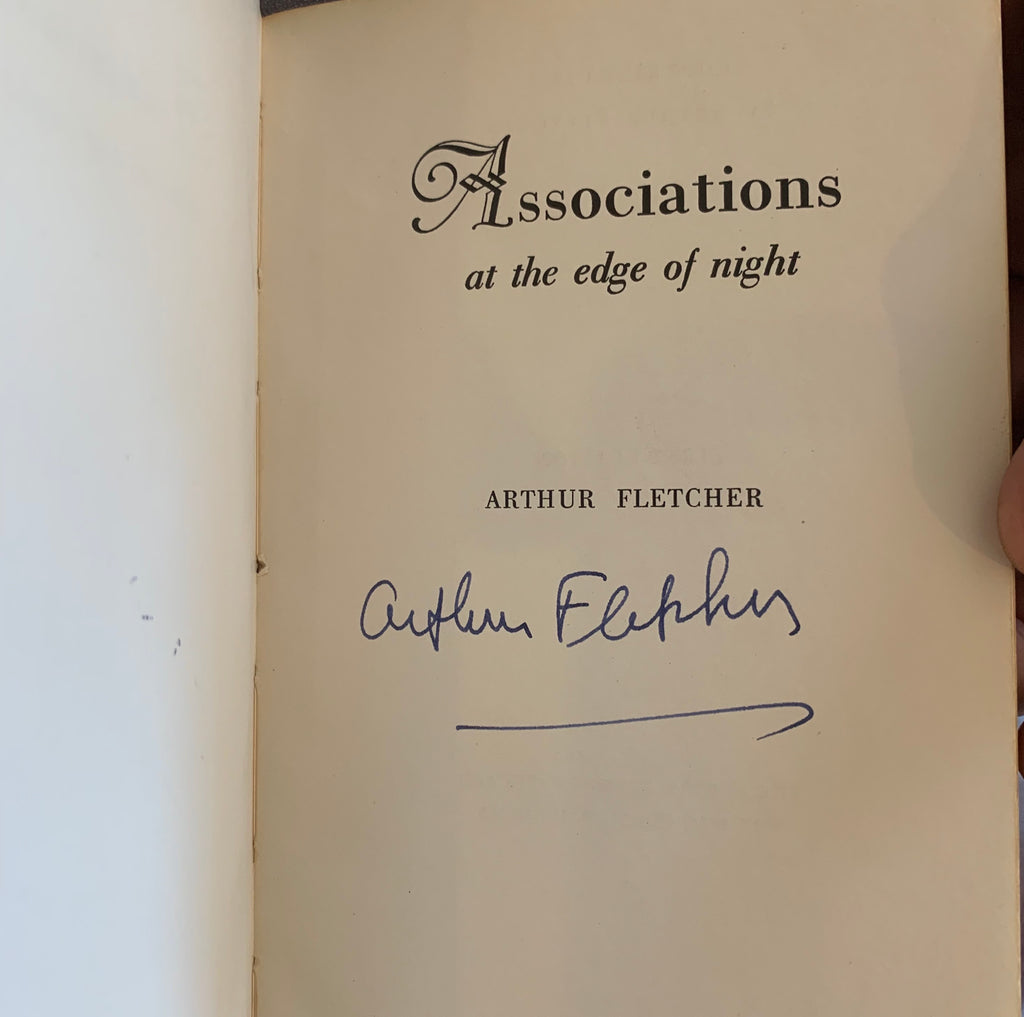 Associations
at the edge of night
ARTHUR FLETCHER
Arthur Fletcher